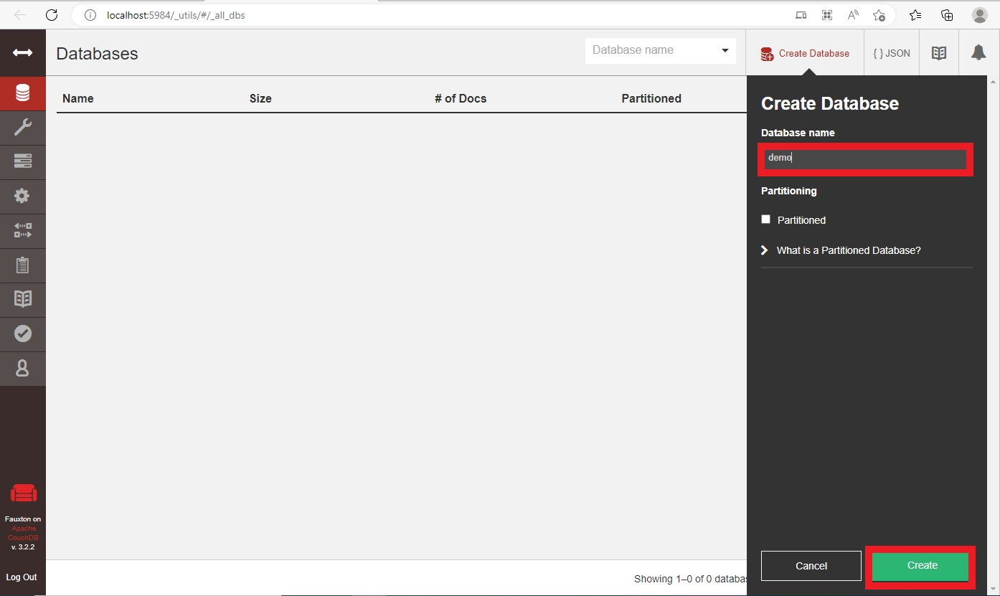 localhost:5984/_utils/#/_all_dbs
Databases
Database name
Create Database
{ } JSON
Name Size # of Docs Partitioned
Create Database
Database name
demo
Partitioning
Partitioned
What is a Partitioned Database?
Fauxton on
Apache
CouchDB
v. 3.2.2
Log Out
Showing 1–0 of 0 databa
Cancel
Create